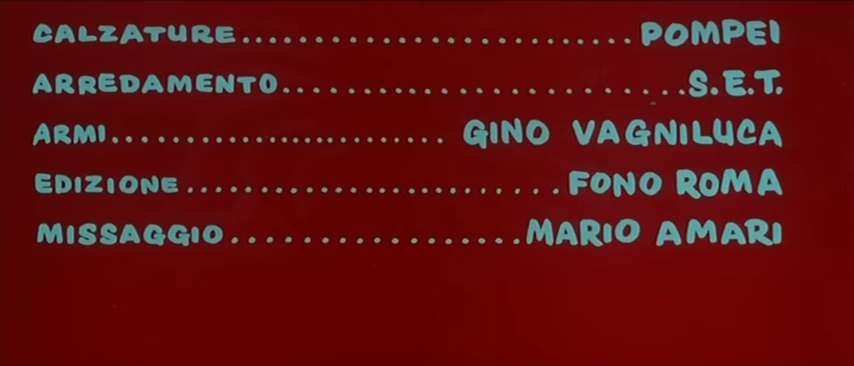 CALZATURE.............................POMPEI
ARREDAMENTO.............................S.E.T.
ARMI............................. GINO VAGNILUCA
EDIZIONE.............................FONO ROMA
MISSAGGIO....................MARIO AMARI